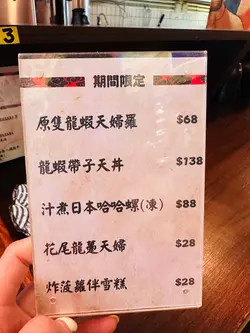 3
期間限定
原隻龍蝦天婦羅 $68
龍蝦帶子天丼 $138
汁煮日本哈哈螺(凍) $88
花尾龍躉天婦 $28
炸菠蘿伴雪糕 $28